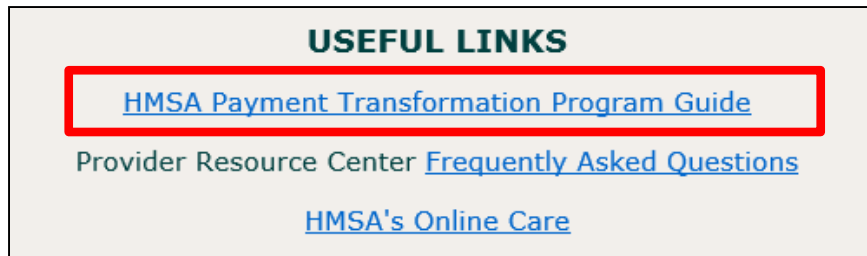 USEFUL LINKS
HMSA Payment Transformation Program Guide
Provider Resource Center Frequently Asked Questions
HMSA's Online Care